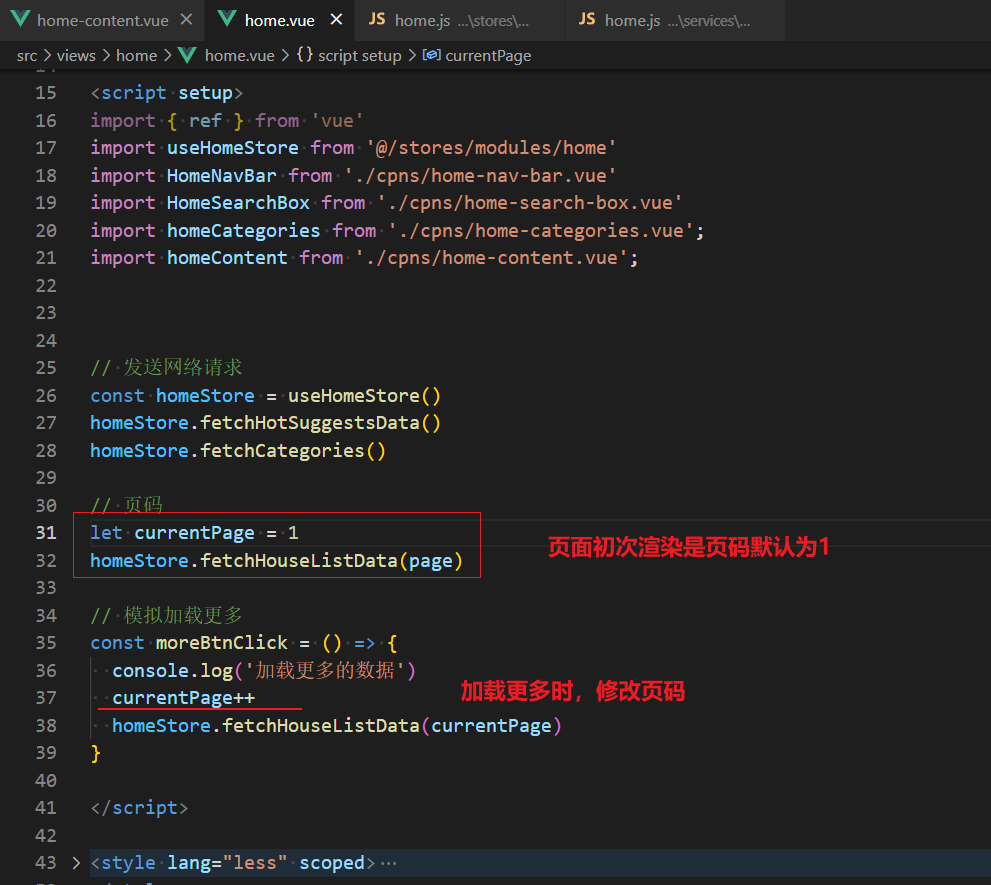 home-content.vue
home.vue
JS home.js ...\stores\...
JS home.js ...\services\...
src > views > home > home.vue > {} script setup > currentPage
15 <script setup>
16 import { ref } from 'vue'
17 import useHomeStore from '@/stores/modules/home'
18 import HomeNavBar from './cpns/home-nav-bar.vue'
19 import HomeSearchBox from './cpns/home-search-box.vue'
20 import homeCategories from './cpns/home-categories.vue';
21 import homeContent from './cpns/home-content.vue';
22
23
24
25 // 发送网络请求
26 const homeStore = useHomeStore()
27 homeStore.fetchHotSuggestsData()
28 homeStore.fetchCategories()
29
30 // 页码
31 let currentPage = 1
32 homeStore.fetchHouseListData(page)
页面初次渲染是页码默认为1
33
34 // 模拟加载更多
35 const moreBtnClick = () => {
36 console.log('加载更多的数据')
37 currentPage++
加载更多时，修改页码
38 homeStore.fetchHouseListData(currentPage)
39 }
40
41 </script>
42
43 <style lang="less" scoped> ...